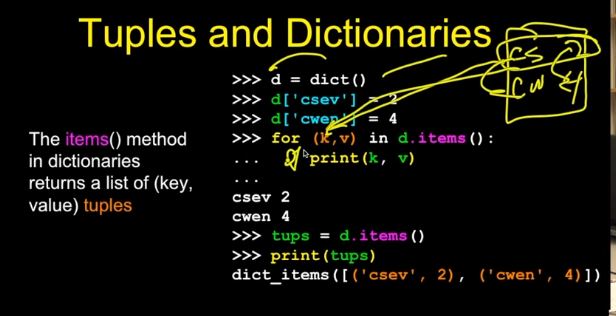 Tuples and Dictionaries
The items() method
in dictionaries
returns a list of (key,
value) tuples
>>> d = dict()
>>> d['csev'] = 2
>>> d['cwen'] = 4
>>> for (k,v) in d.items():
...     print(k, v)
...
csev 2
cwen 4
>>> tups = d.items()
>>> print(tups)
dict_items([('csev', 2), ('cwen', 4)])
cs 2
cw 4